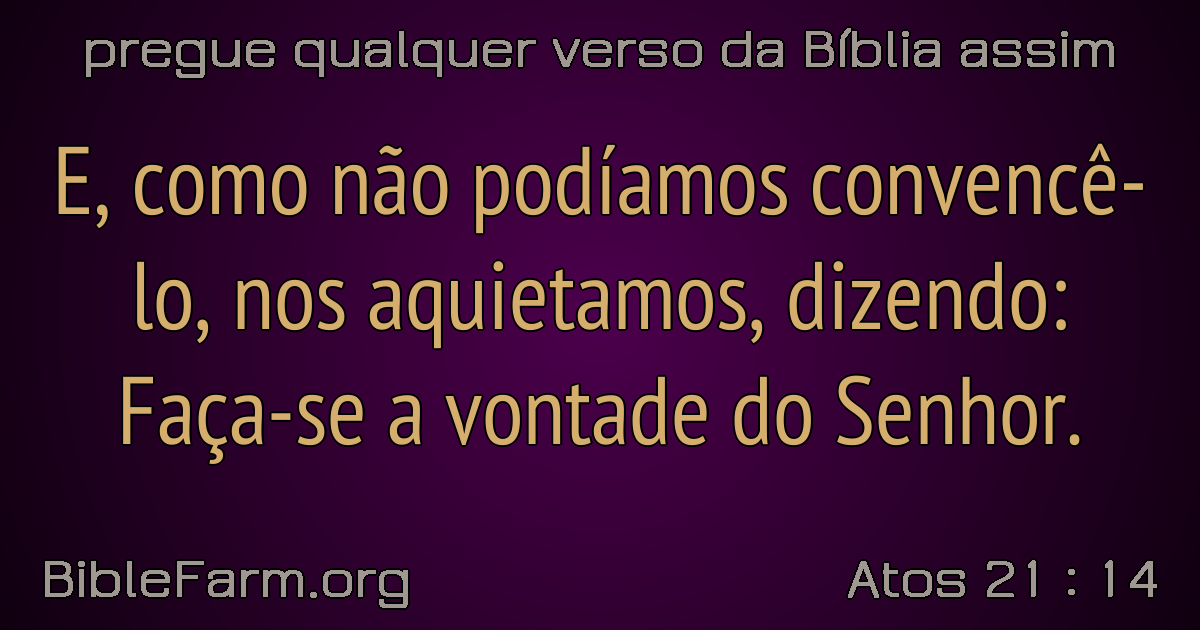 pregue qualquer verso da Bíblia assim
E, como não podíamos convencê-
lo, nos aquietamos, dizendo:
Faça-se a vontade do Senhor.
BibleFarm.org
Atos 21 : 14